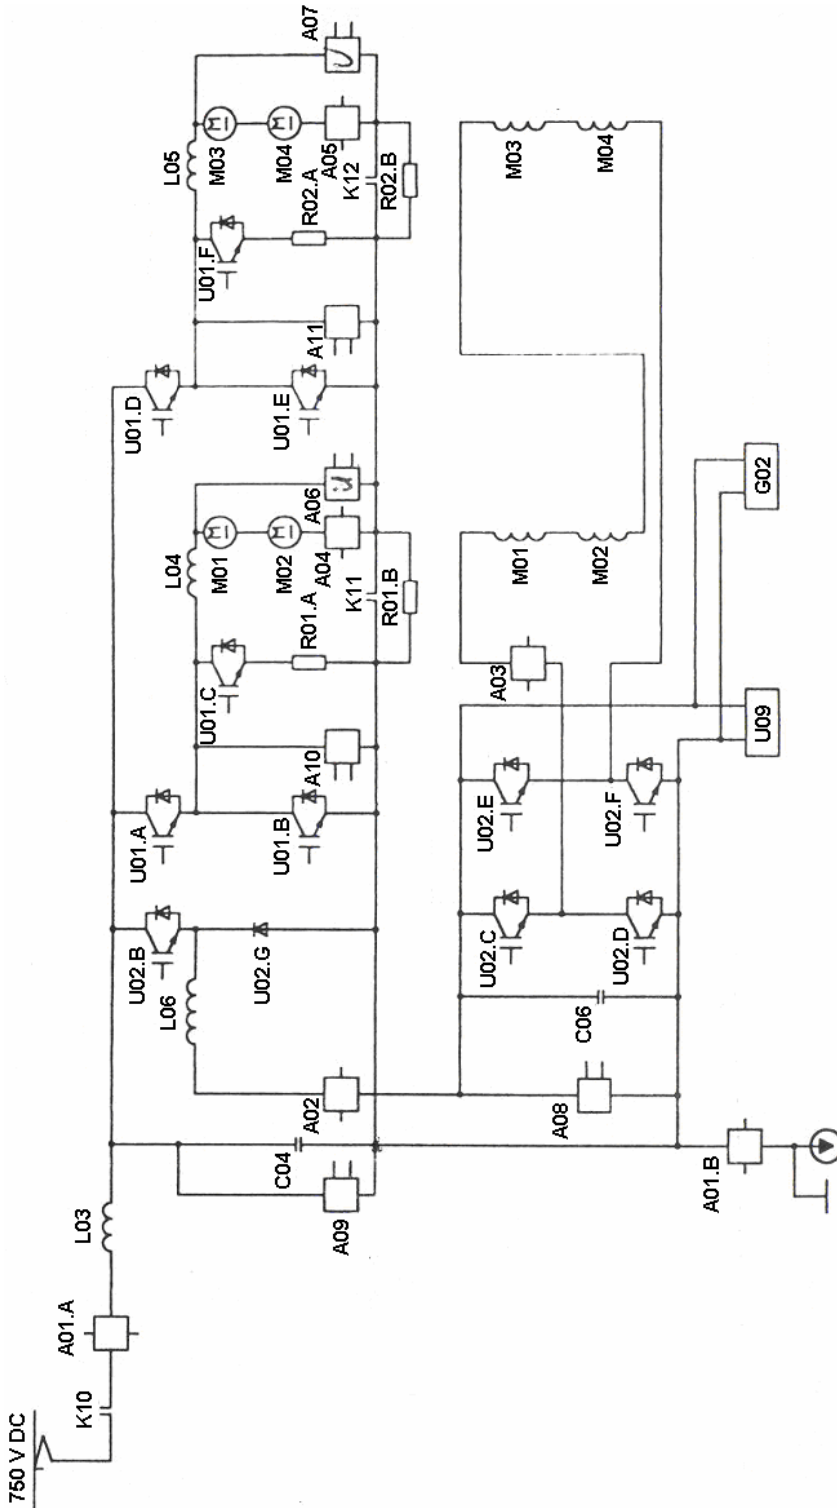 750 V DC
K10
A01.A
L03
U02.B
U01.A
U01.D
L06
L04
L05
U01.C
U01.F
M
M
M01
M03
U02.G
C04
U01.B
U01.E
M
M
M02
M04
A02
R01.A
A06
R02.A
A07
A09
A10
A04
A11
A05
U
U
K11
K12
R01.B
R02.B
U02.C
U02.E
A03
M01
M03
A08
C06
U02.D
U02.F
M02
M04
A01.B
U09
G02